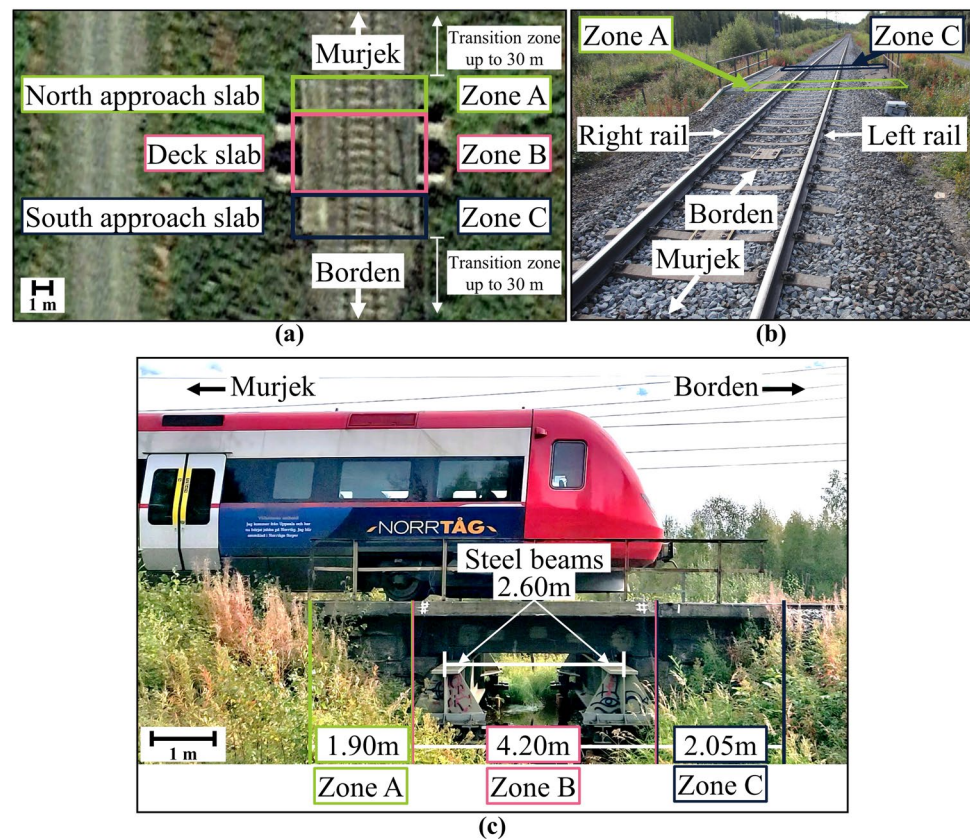 Murjek
Transition zone
up to 30 m
North approach slab
Zone A
Deck slab
Zone B
South approach slab
Zone C
Borden
Transition zone
up to 30 m
1 m
(a)
Zone A
Zone C
Right rail
Left rail
Borden
Murjek
(b)
Murjek
Borden
NORRTÅG
Steel beams
2.60m
1.90m
4.20m
2.05m
1 m
Zone A
Zone B
Zone C
(c)